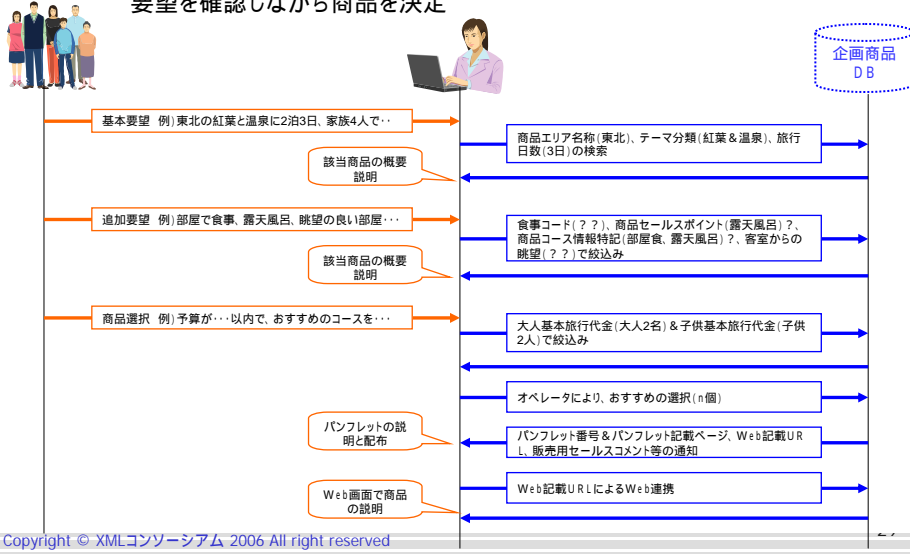 要望を確認しながら商品を決定
企画商品
DB
基本要望 例)東北の紅葉と温泉に2泊3日、家族4人で‥
商品エリア名称(東北)、テーマ分類(紅葉＆温泉)、旅行
日数(3日)の検索
該当商品の概要
説明
追加要望 例)部屋で食事、露天風呂、眺望の良い部屋･･･
食事コード(？？)、商品セールスポイント(露天風呂)？、
商品コース情報特記(部屋食、露天風呂)？、客室からの
眺望(？？)で絞込み
該当商品の概要
説明
商品選択 例)予算が･･･以内で、おすすめのコースを･･･
大人基本旅行代金(大人2名)＆子供基本旅行代金(子供
2人)で絞込み
オペレータにより、おすすめの選択(n個)
パンフレットの説
明と配布
パンフレット番号＆パンフレット記載ページ、Web記載UR
L、販売用セールスコメント等の通知
Web画面で商品
の説明
Web記載URLによるWeb連携
Copyright © XMLコンソーシアム 2006 All right reserved